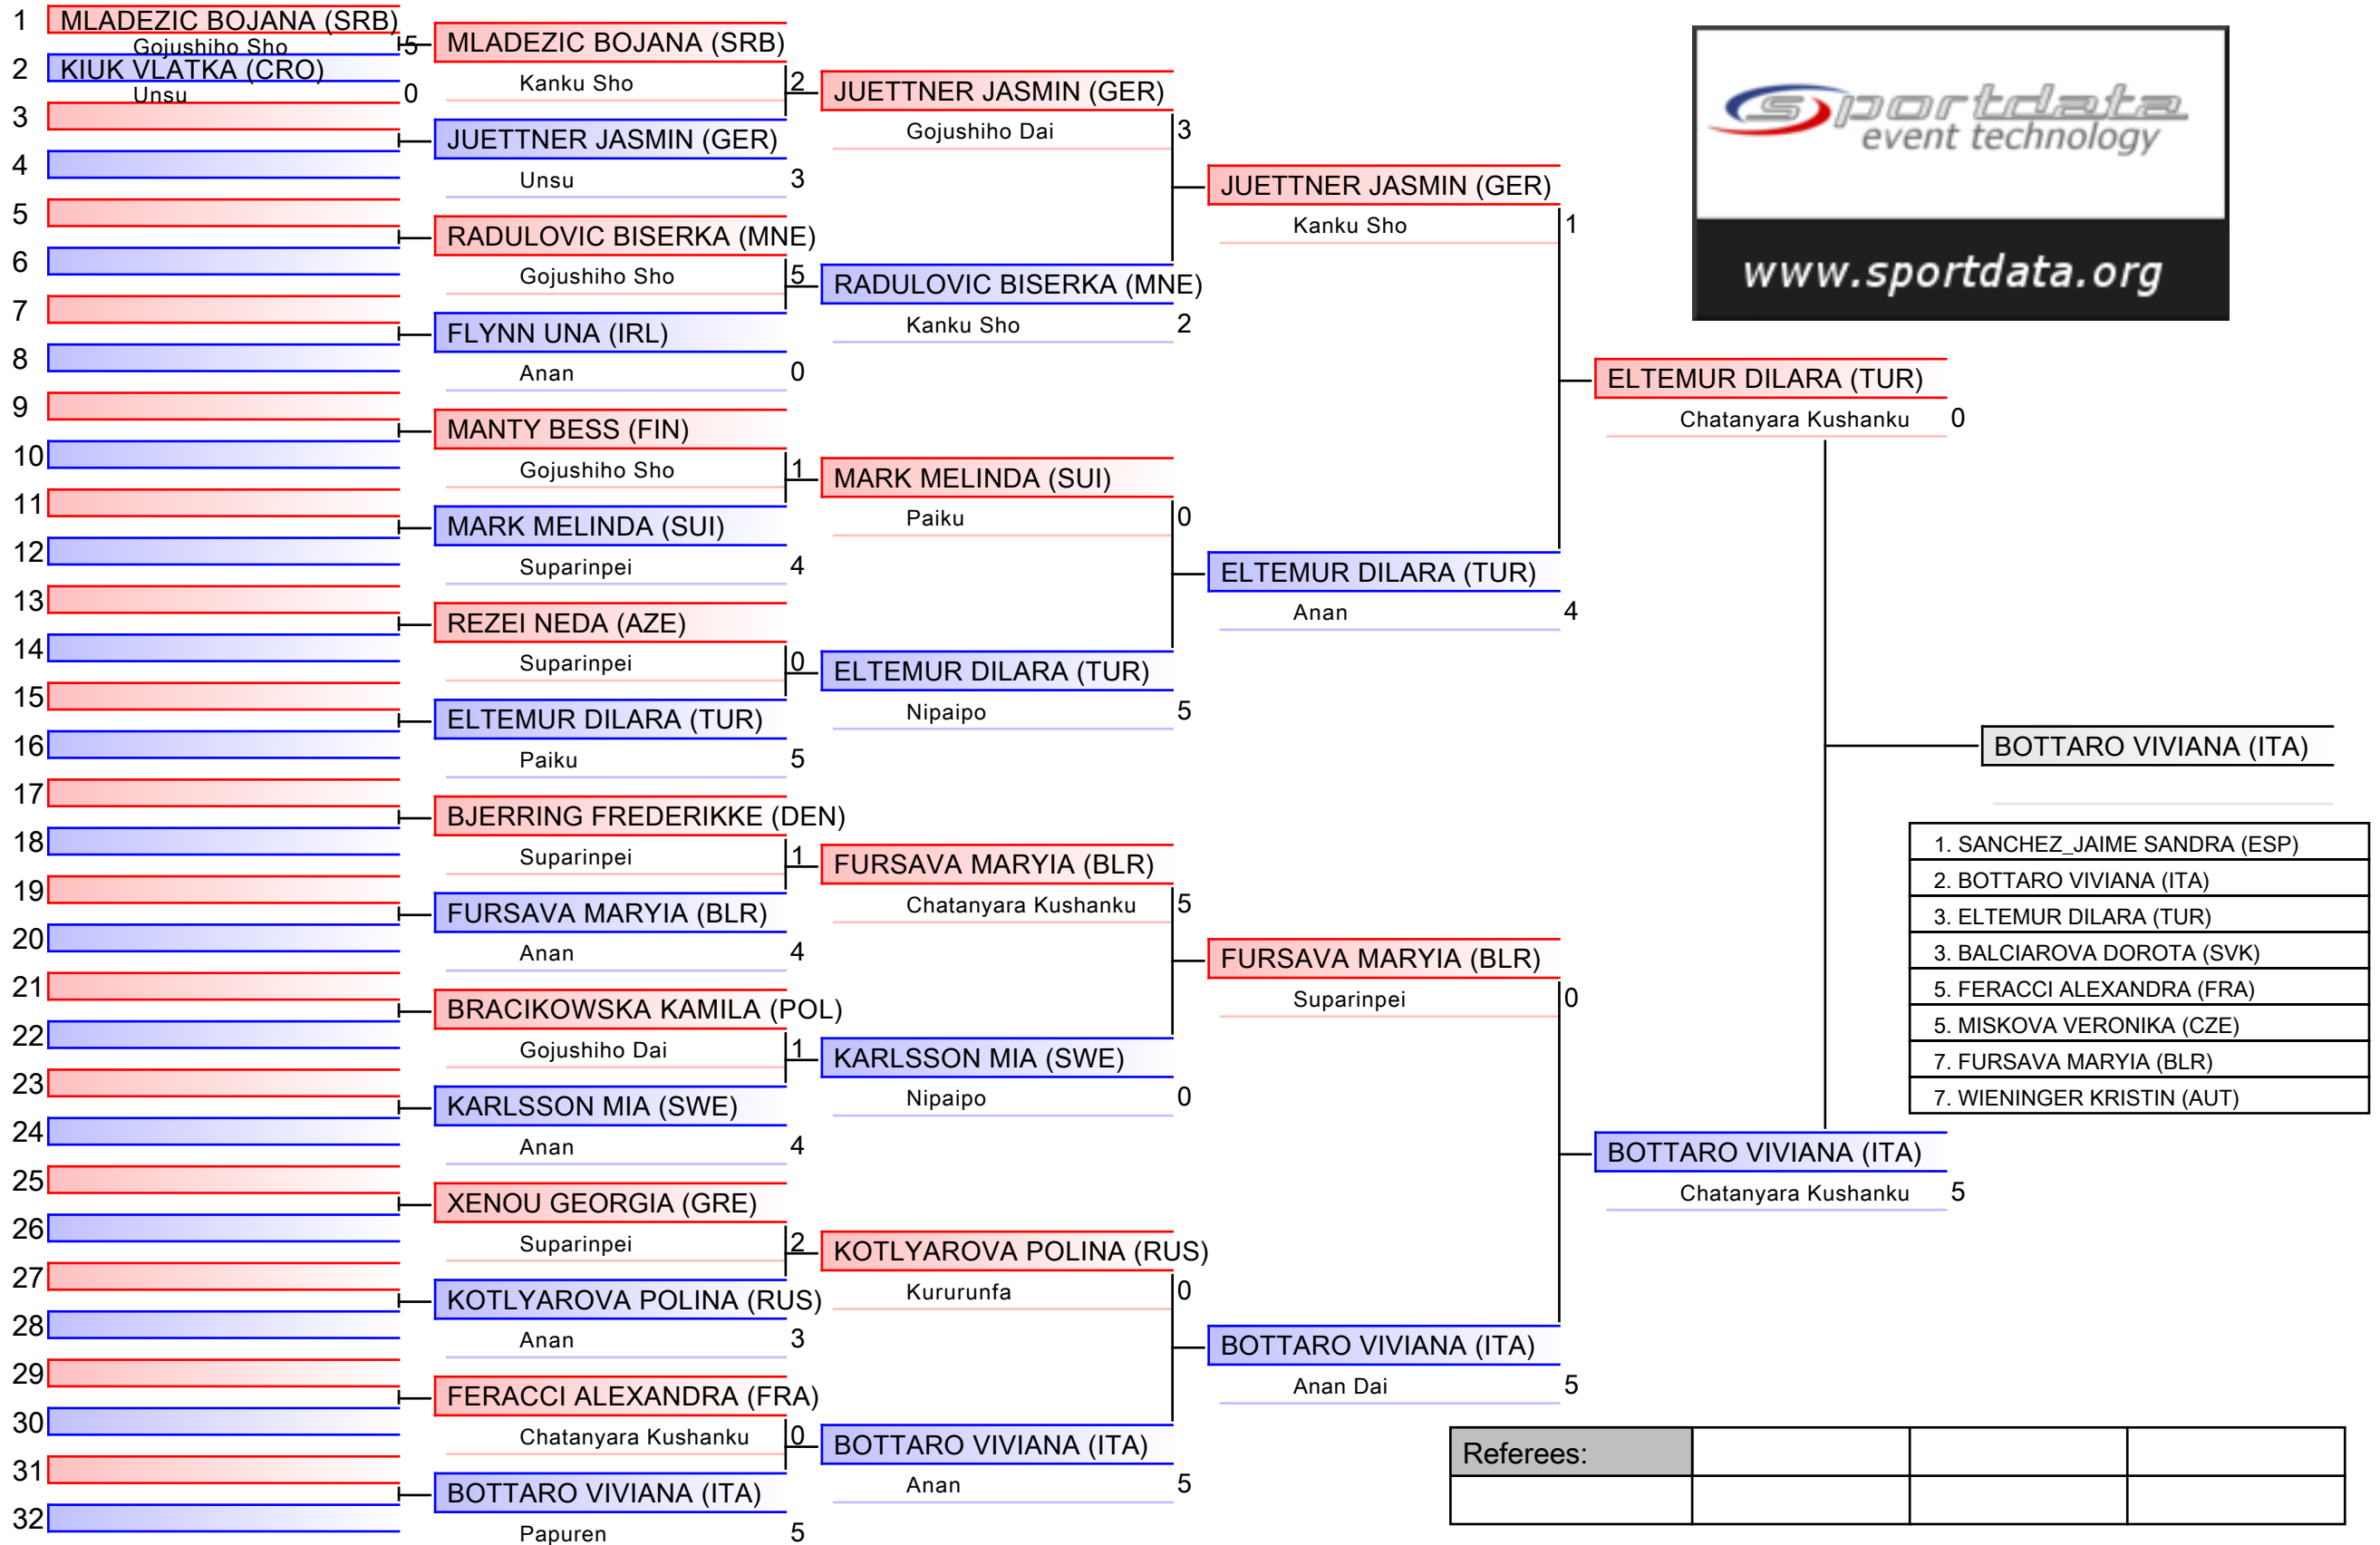 1
MLADEZIC BOJANA (SRB)
Gojushiho Sho
5
2
KIUK VLATKA (CRO)
Unsu
0
3
4
5
6
7
8
9
10
11
12
13
14
15
16
17
18
19
20
21
22
23
24
25
26
27
28
29
30
31
32
MLADEZIC BOJANA (SRB)
Kanku Sho
2
JUETTNER JASMIN (GER)
Unsu
3
RADULOVIC BISERKA (MNE)
Gojushiho Sho
5
FLYNN UNA (IRL)
Anan
0
MANTY BESS (FIN)
Gojushiho Sho
1
MARK MELINDA (SUI)
Suparinpei
4
REZEI NEDA (AZE)
Suparinpei
0
ELTEMUR DILARA (TUR)
Paiku
5
BJERRING FREDERIKKE (DEN)
Suparinpei
1
FURSAVA MARYIA (BLR)
Anan
4
BRACIKOWSKA KAMILA (POL)
Gojushiho Dai
1
KARLSSON MIA (SWE)
Anan
4
XENOU GEORGIA (GRE)
Suparinpei
2
KOTLYAROVA POLINA (RUS)
Anan
3
FERACCI ALEXANDRA (FRA)
Chatanyara Kushanku
0
BOTTARO VIVIANA (ITA)
Papuren
5
JUETTNER JASMIN (GER)
Gojushiho Dai
3
RADULOVIC BISERKA (MNE)
Kanku Sho
2
MARK MELINDA (SUI)
Paiku
0
ELTEMUR DILARA (TUR)
Nipaipo
5
FURSAVA MARYIA (BLR)
Chatanyara Kushanku
5
KARLSSON MIA (SWE)
Nipaipo
0
KOTLYAROVA POLINA (RUS)
Kururunfa
0
BOTTARO VIVIANA (ITA)
Anan
5
JUETTNER JASMIN (GER)
Kanku Sho
1
ELTEMUR DILARA (TUR)
Anan
4
FURSAVA MARYIA (BLR)
Suparinpei
0
BOTTARO VIVIANA (ITA)
Anan Dai
5
ELTEMUR DILARA (TUR)
Chatanyara Kushanku
0
BOTTARO VIVIANA (ITA)
Chatanyara Kushanku
5
BOTTARO VIVIANA (ITA)
sportdata
event technology
www.sportdata.org
1. SANCHEZ_JAIME SANDRA (ESP)
2. BOTTARO VIVIANA (ITA)
3. ELTEMUR DILARA (TUR)
3. BALCIAROVA DOROTA (SVK)
5. FERACCI ALEXANDRA (FRA)
5. MISKOVA VERONIKA (CZE)
7. FURSAVA MARYIA (BLR)
7. WIENINGER KRISTIN (AUT)
Referees: